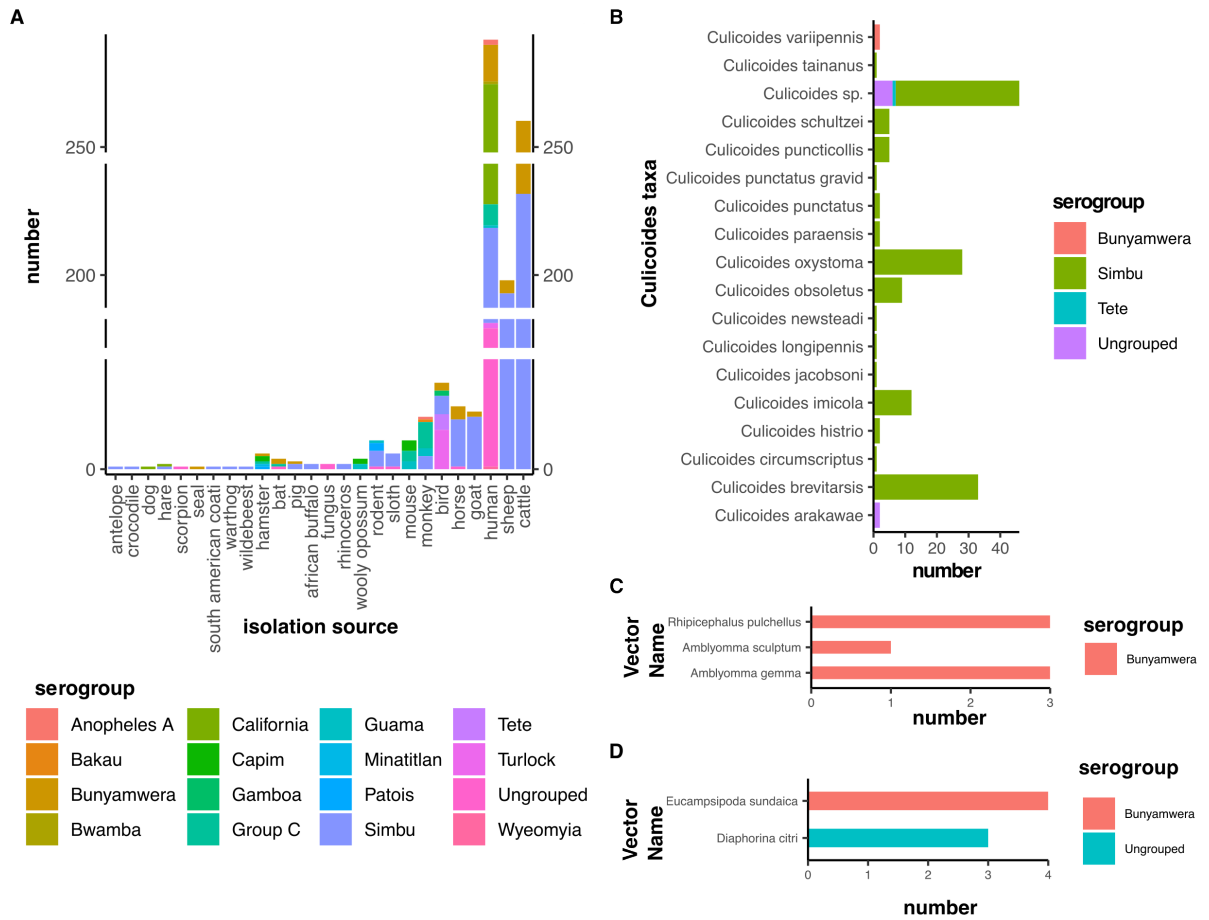 A
number
250
200
0
250
200
0
antelope
crocodile
dog
hare
scorpion
seal
south american coati
warthog
wildebeest
hamster
bat
pig
african buffalo
fungus
rhinoceros
wooly opossum
rodent
sloth
mouse
monkey
bird
horse
goat
human
sheep
cattle
isolation source
serogroup
Anopheles A
Bakau
Bunyamwera
Bwamba
California
Capim
Gamboa
Group C
Guama
Minatitlan
Patois
Simbu
Tete
Turlock
Ungrouped
Wyeomyia
B
Culicoides taxa
Culicoides variipennis
Culicoides tainanus
Culicoides sp.
Culicoides schultzei
Culicoides puncticollis
Culicoides punctatus gravid
Culicoides punctatus
Culicoides paraensis
Culicoides oxystoma
Culicoides obsoletus
Culicoides newsteadi
Culicoides longipennis
Culicoides jacobsoni
Culicoides imicola
Culicoides histrio
Culicoides circumscriptus
Culicoides brevitarsis
Culicoides arakawae
0 10 20 30 40
number
serogroup
Bunyamwera
Simbu
Tete
Ungrouped
C
Vector
Name
Rhipicephalus pulchellus
Amblyomma sculptum
Amblyomma gemma
0 1 2 3
number
serogroup
Bunyamwera
D
Vector
Name
Eucampsipoda sundaica
Diaphorina citri
0 1 2 3 4
number
serogroup
Bunyamwera
Ungrouped